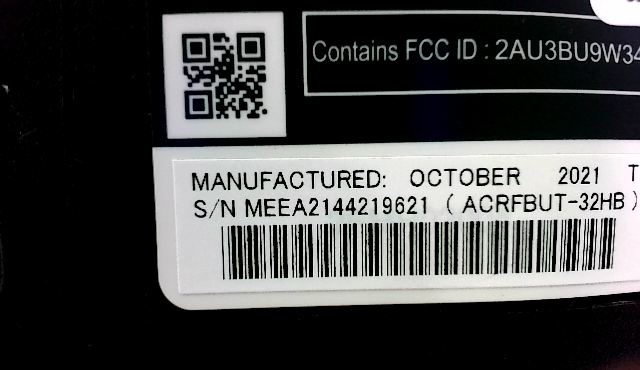 Contains FCC ID : 2AU3BU9W34
MANUFACTURED: OCTOBER 2021 T
S/N MEEA2144219621 ( ACRFBUT-32HB )